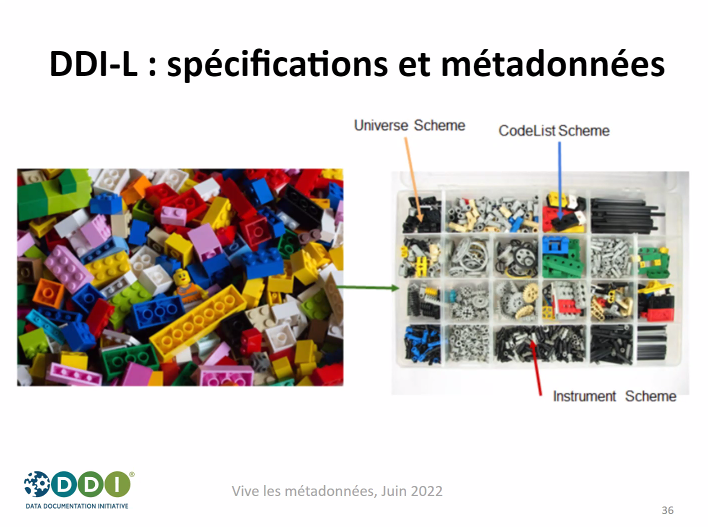 DDI-L : spécifications et métadonnées
Universe Scheme
CodeList Scheme
Instrument Scheme
DDI®
DATA DOCUMENTATION INITIATIVE
Vive les métadonnées, Juin 2022
36